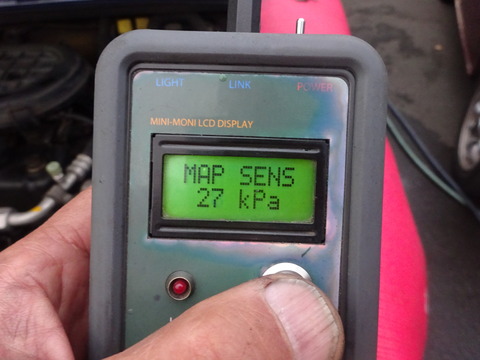 LIGHT LINK POWER
MINI-MONI LCD DISPLAY
MAP SENS
27 kPa